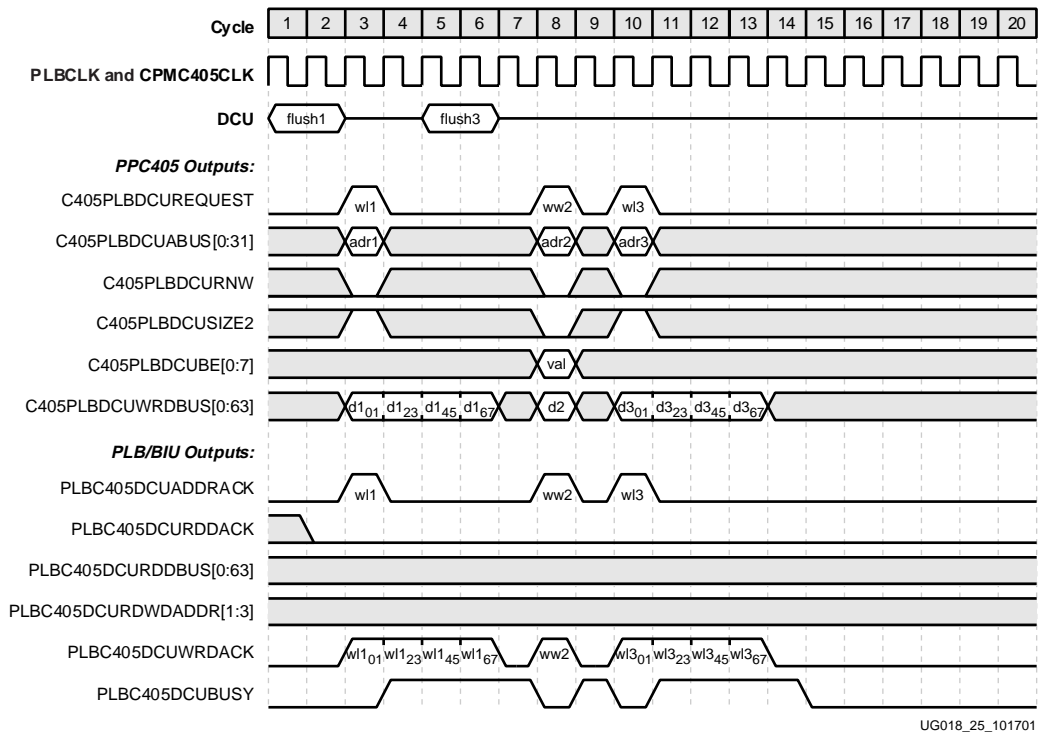 Cycle 1 2 3 4 5 6 7 8 9 10 11 12 13 14 15 16 17 18 19 20
PLBCLK and CPMC405CLK
DCU flush1 flush3
PPC405 Outputs:
C405PLBDCUREQUEST wl1 ww2 wl3
C405PLBDCUABUS[0:31] adr1 adr2 adr3
C405PLBDCURNW
C405PLBDCUSIZE2
C405PLBDCUBE[0:7] val
C405PLBDCUWRDBUS[0:63] d1₀₁ d1₂₃ d1₄₅ d1₆₇ d2 d3₀₁ d3₂₃ d3₄₅ d3₆₇
PLB/BIU Outputs:
PLBC405DCUADDRACK wl1 ww2 wl3
PLBC405DCURDDACK
PLBC405DCURDDBUS[0:63]
PLBC405DCURDWDADDR[1:3]
PLBC405DCUWRDACK wl1₀₁ wl1₂₃ wl1₄₅ wl1₆₇ ww2 wl3₀₁ wl3₂₃ wl3₄₅ wl3₆₇
PLBC405DCUBUSY
UG018_25_101701